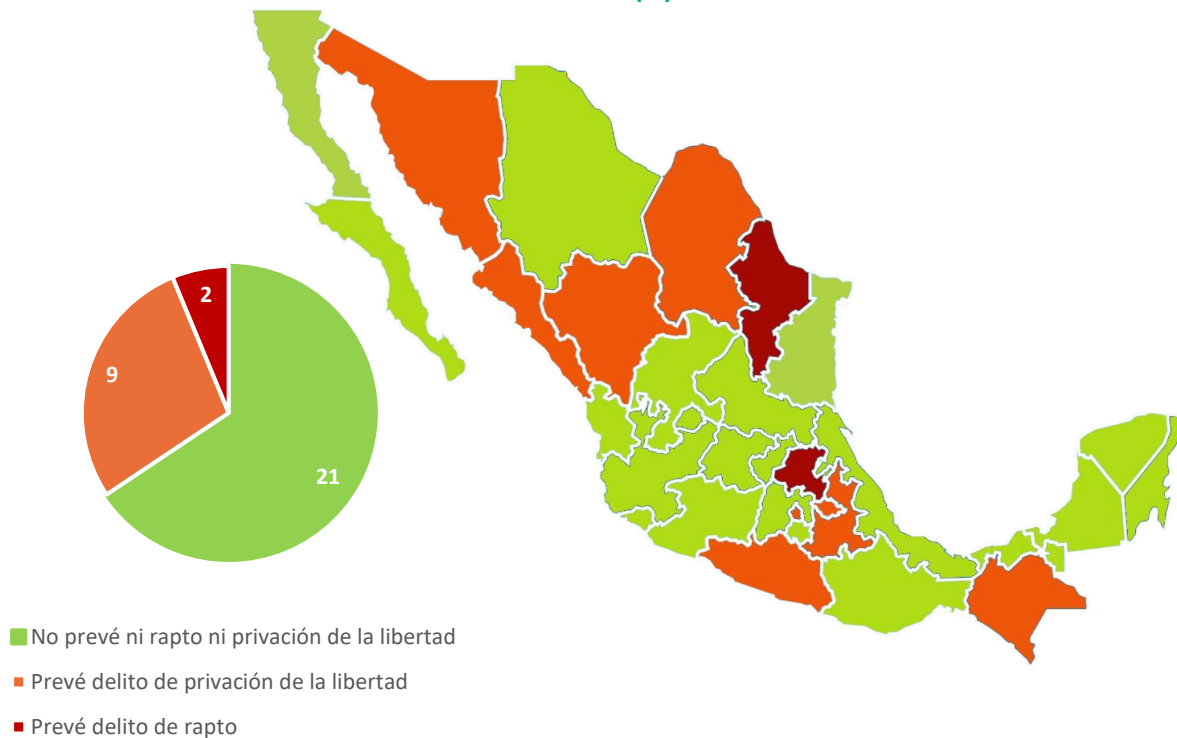 2
9
21
No prevé ni rapto ni privación de la libertad
Prevé delito de privación de la libertad
Prevé delito de rapto